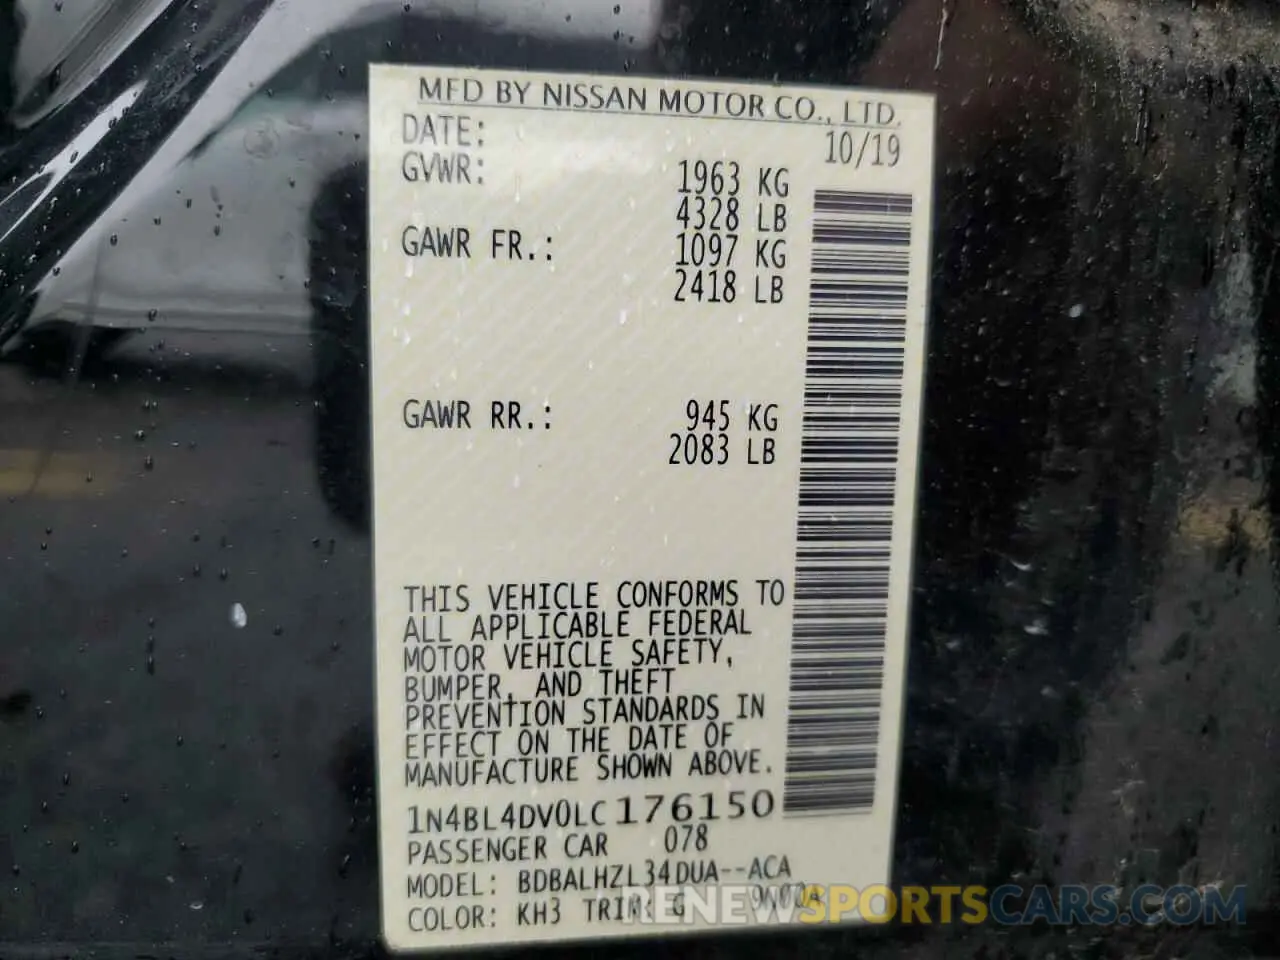 MFD BY NISSAN MOTOR CO., LTD.
DATE: 10/19
GVWR: 1963 KG
4328 LB
GAWR FR.: 1097 KG
2418 LB
GAWR RR.: 945 KG
2083 LB
THIS VEHICLE CONFORMS TO
ALL APPLICABLE FEDERAL
MOTOR VEHICLE SAFETY,
BUMPER, AND THEFT
PREVENTION STANDARDS IN
EFFECT ON THE DATE OF
MANUFACTURE SHOWN ABOVE.
1N4BL4DV0LC176150
PASSENGER CAR 078
MODEL: BDBALHZL34DUA--ACA
COLOR: KH3 TRIM: G 9N00A
RENEWSPORTSCARS.COM